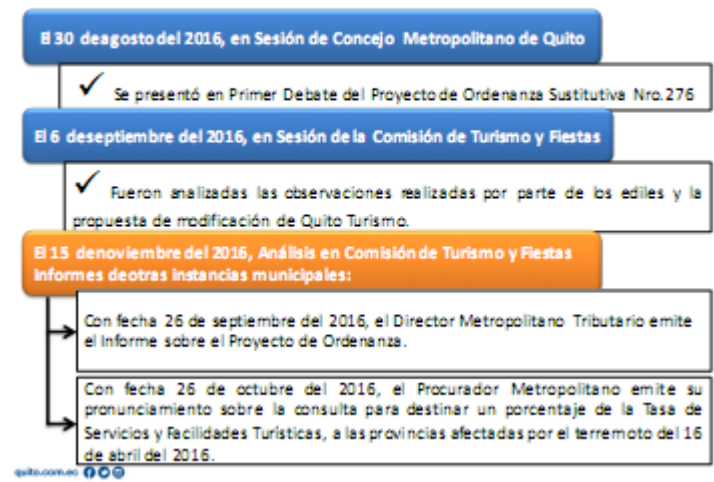 El 30 deagosto del 2016, en Sesión de Concejo Metropolitano de Quito
✓ Se presentó en Primer Debate del Proyecto de Ordenanza Sustitutiva Nro.276
El 6 deseptiembre del 2016, en Sesión de la Comisión de Turismo y Fiestas
✓ Fueron analizadas las observaciones realizadas por parte de los ediles y la
propuesta de modificación de Quito Turismo.
El 15 denoviembre del 2016, Análisis en Comisión de Turismo y Fiestas
Informes deotras instancias municipales:
Con fecha 26 de septiembre del 2016, el Director Metropolitano Tributario emite
el Informe sobre el Proyecto de Ordenanza.
Con fecha 26 de octubre del 2016, el Procurador Metropolitano emite su
pronunciamiento sobre la consulta para destinar un porcentaje de la Tasa de
Servicios y Facilidades Turísticas, a las provincias afectadas por el terremoto del 16
de abril del 2016.
quito.com.ec